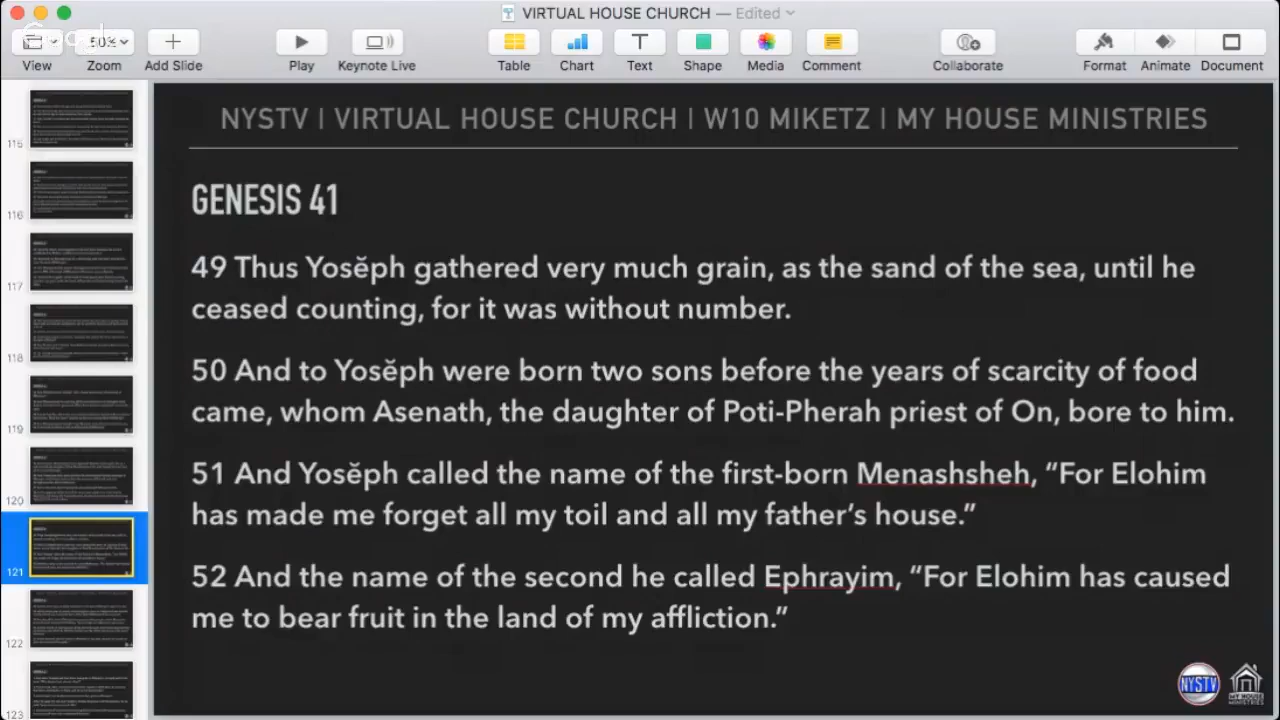 VIRTUAL HOUSE CHURCH — Edited
50%
View
Zoom
Add Slide
Play
Keynote Live
Table
Chart
Text
Shape
Media
Comment
Collaborate
Format
Animate
Document
115
116
117
118
119
120
121
122
123
NYSTV VIRTUAL HOUSE CHURCH | W HOUSE MINISTRIES
GENESIS 41
49 Thus Yosĕph gathered very much grain, as the sand of the sea, until he
ceased counting, for it was without number.
50 And to Yosĕph were born two sons before the years of scarcity of food
came, whom Asenath, daughter of Poti-Pherah priest of On, bore to him.
51 And Yosĕph called the name of the first-born Menashsheh, “For Elohim
has made me forget all my toil and all my father’s house.”
52 And the name of the second he called Ephrayim, “For Elohim has caused
me to bear fruit in the land of my affliction.”
NYSTV
MY HOUSE
MINISTRIES